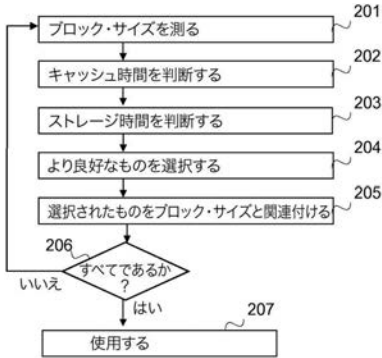 201
ブロック・サイズを測る
202
キャッシュ時間を判断する
203
ストレージ時間を判断する
204
より良好なものを選択する
205
選択されたものをブロック・サイズと関連付ける
206
すべてであるか
?
いいえ
はい
207
使用する